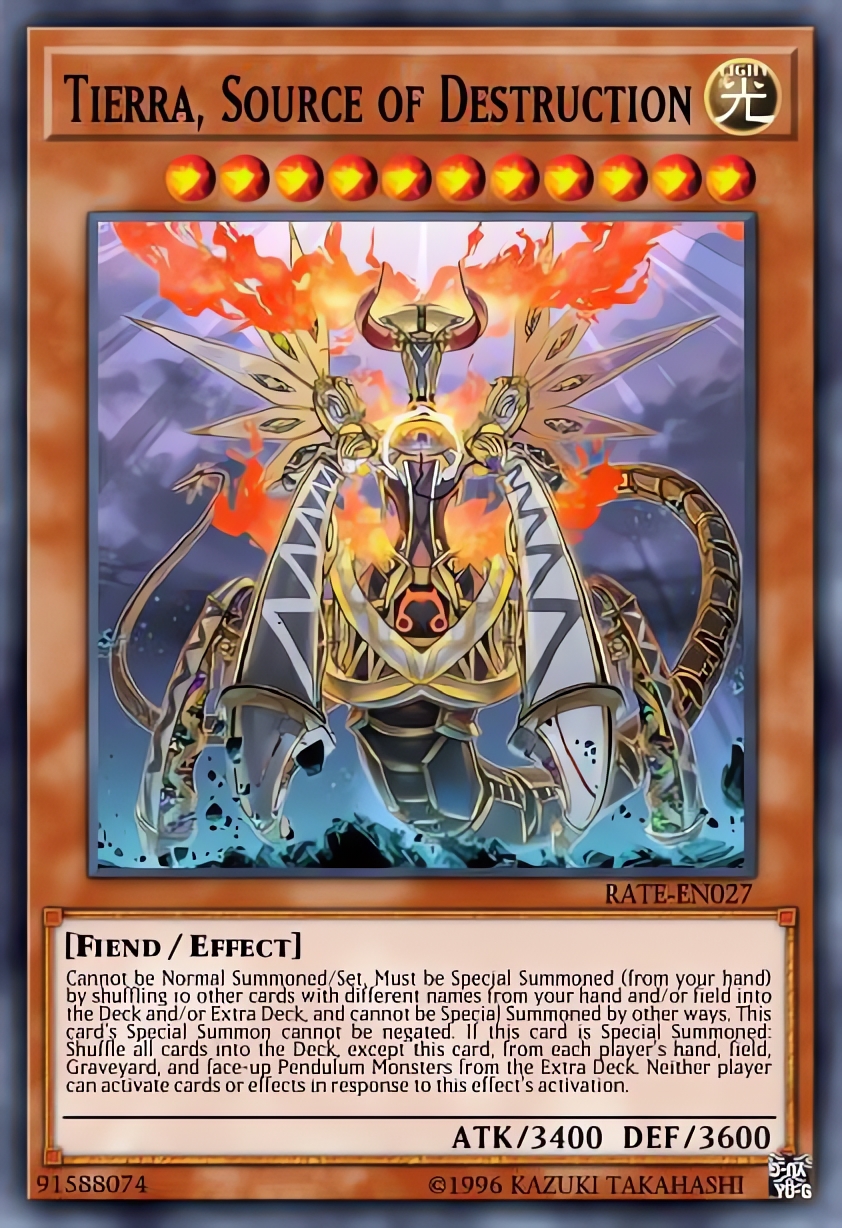 TIERRA, SOURCE OF DESTRUCTION
LIGHT
光
RATE-EN027
[FIEND / EFFECT]
Cannot be Normal Summoned/Set. Must be Special Summoned (from your hand)
by shuffling 10 other cards with different names from your hand and/or field into
the Deck and/or Extra Deck, and cannot be Special Summoned by other ways. This
card's Special Summon cannot be negated. If this card is Special Summoned:
Shuffle all cards into the Deck, except this card, from each player's hand, field,
Graveyard, and face-up Pendulum Monsters from the Extra Deck. Neither player
can activate cards or effects in response to this effect's activation.
ATK/3400 DEF/3600
91588074
©1996 KAZUKI TAKAHASHI